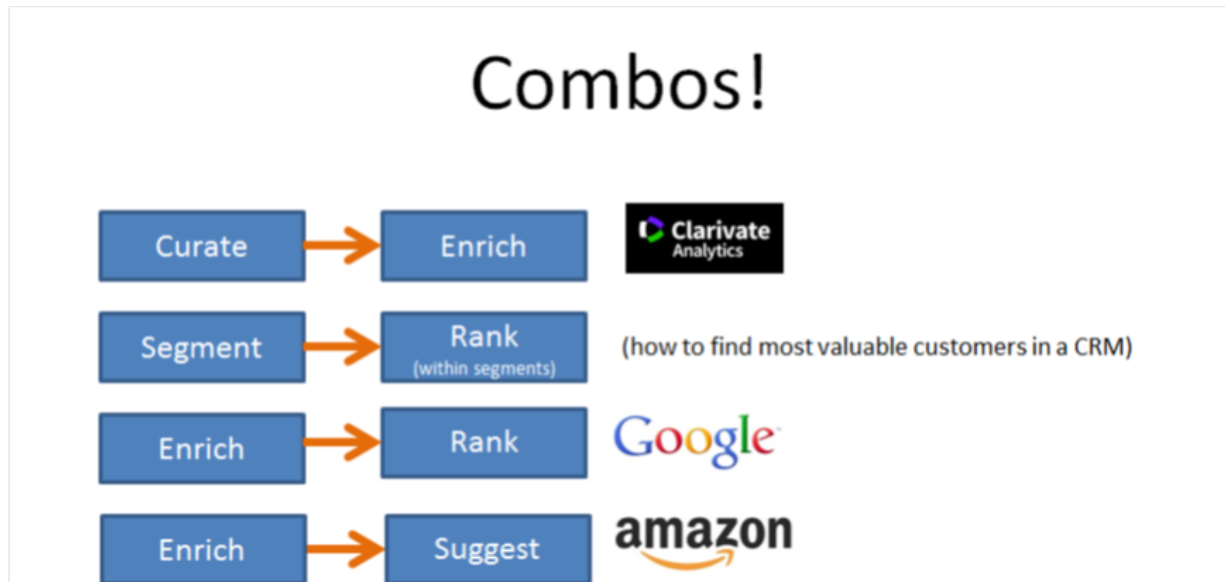 Combos!
Curate
Enrich
Clarivate
Analytics
Segment
Rank
(within segments)
(how to find most valuable customers in a CRM)
Enrich
Rank
Google
Enrich
Suggest
amazon